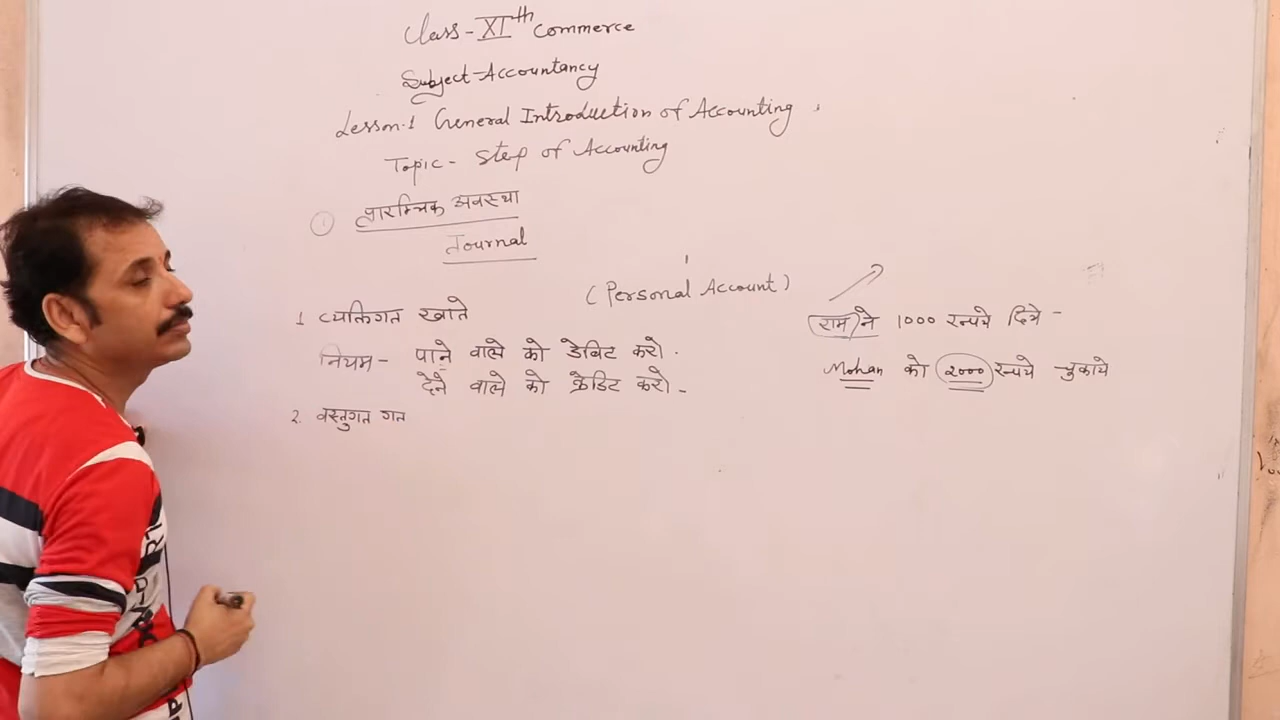 Class - XIth Commerce
Subject - Accountancy
Lesson.1 General Introduction of Accounting
Topic - Step of Accounting
1 प्रारम्भिक अवस्था
Journal
(Personal Account)
1 व्यक्तिगत खाते
नियम - पाने वाले को डेबिट करो.
देने वाले को क्रेडिट करो -
2. वस्तुगत गत
राम ने 1000 रूपये दिये -
Mohan को 2000 रूपये चुकाये